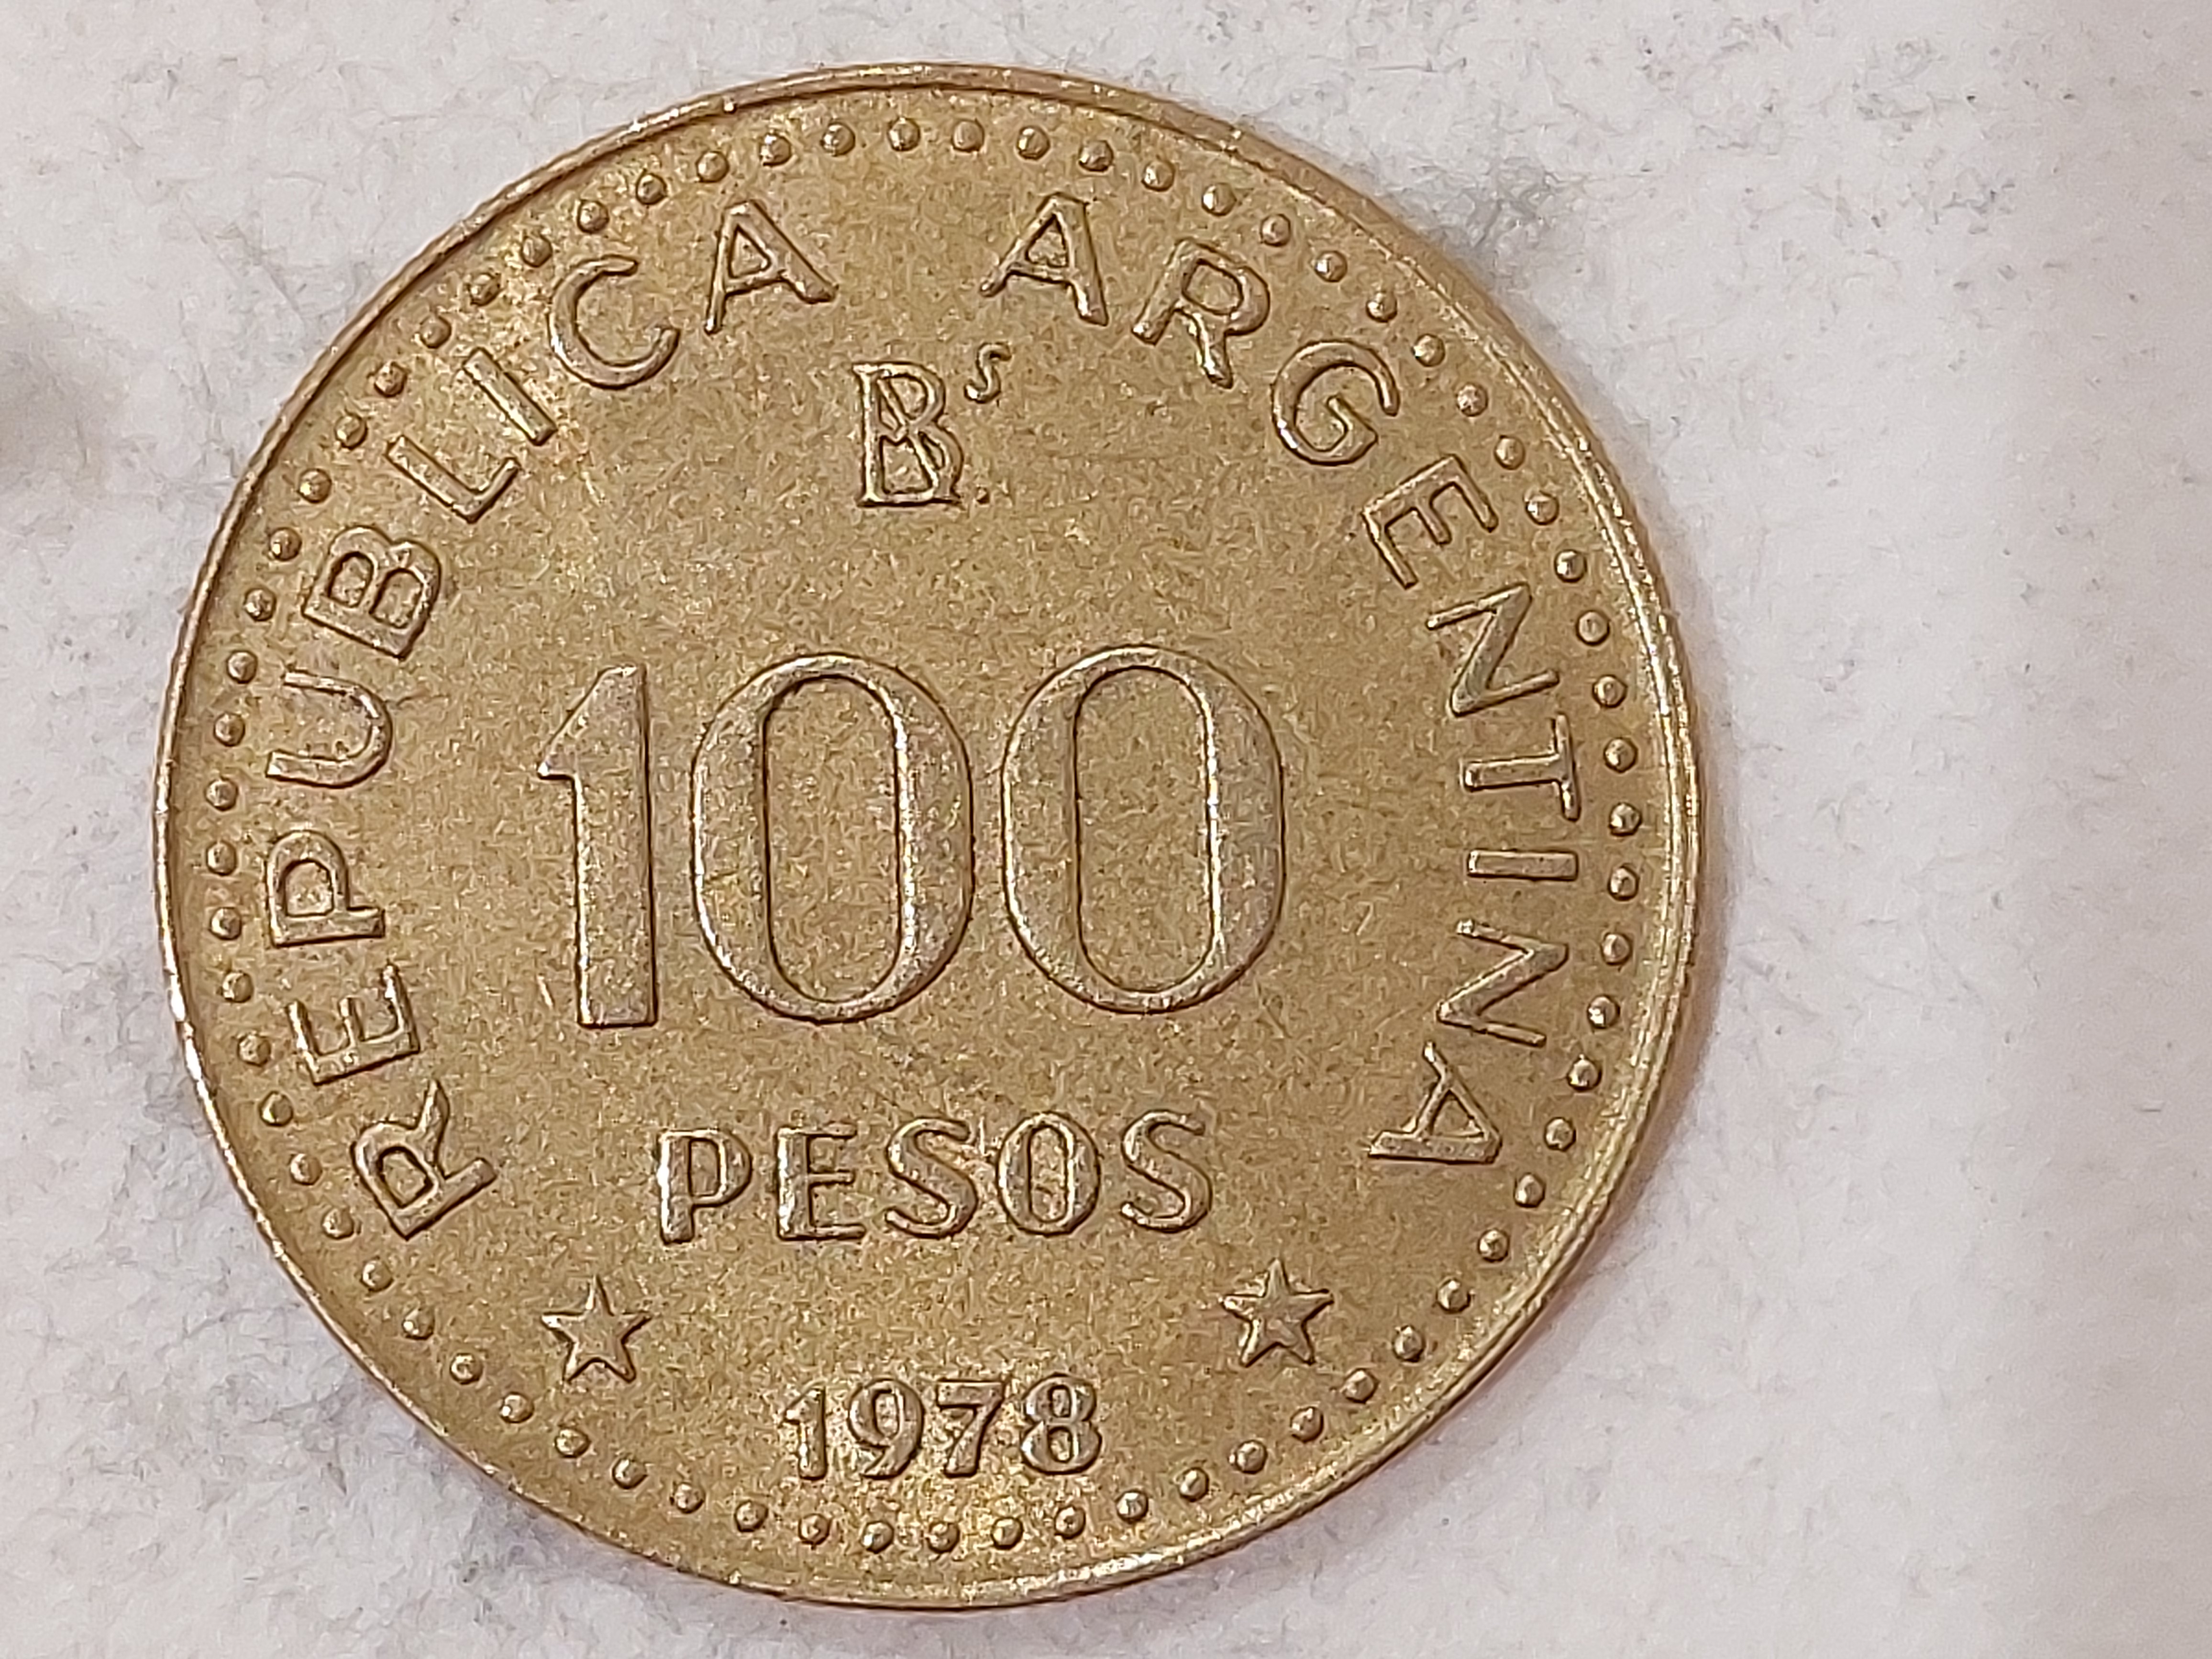 REPUBLICA ARGENTINA
Bs
100
PESOS
1978